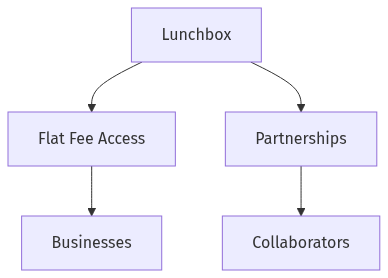 Lunchbox
Flat Fee Access
Partnerships
Businesses
Collaborators